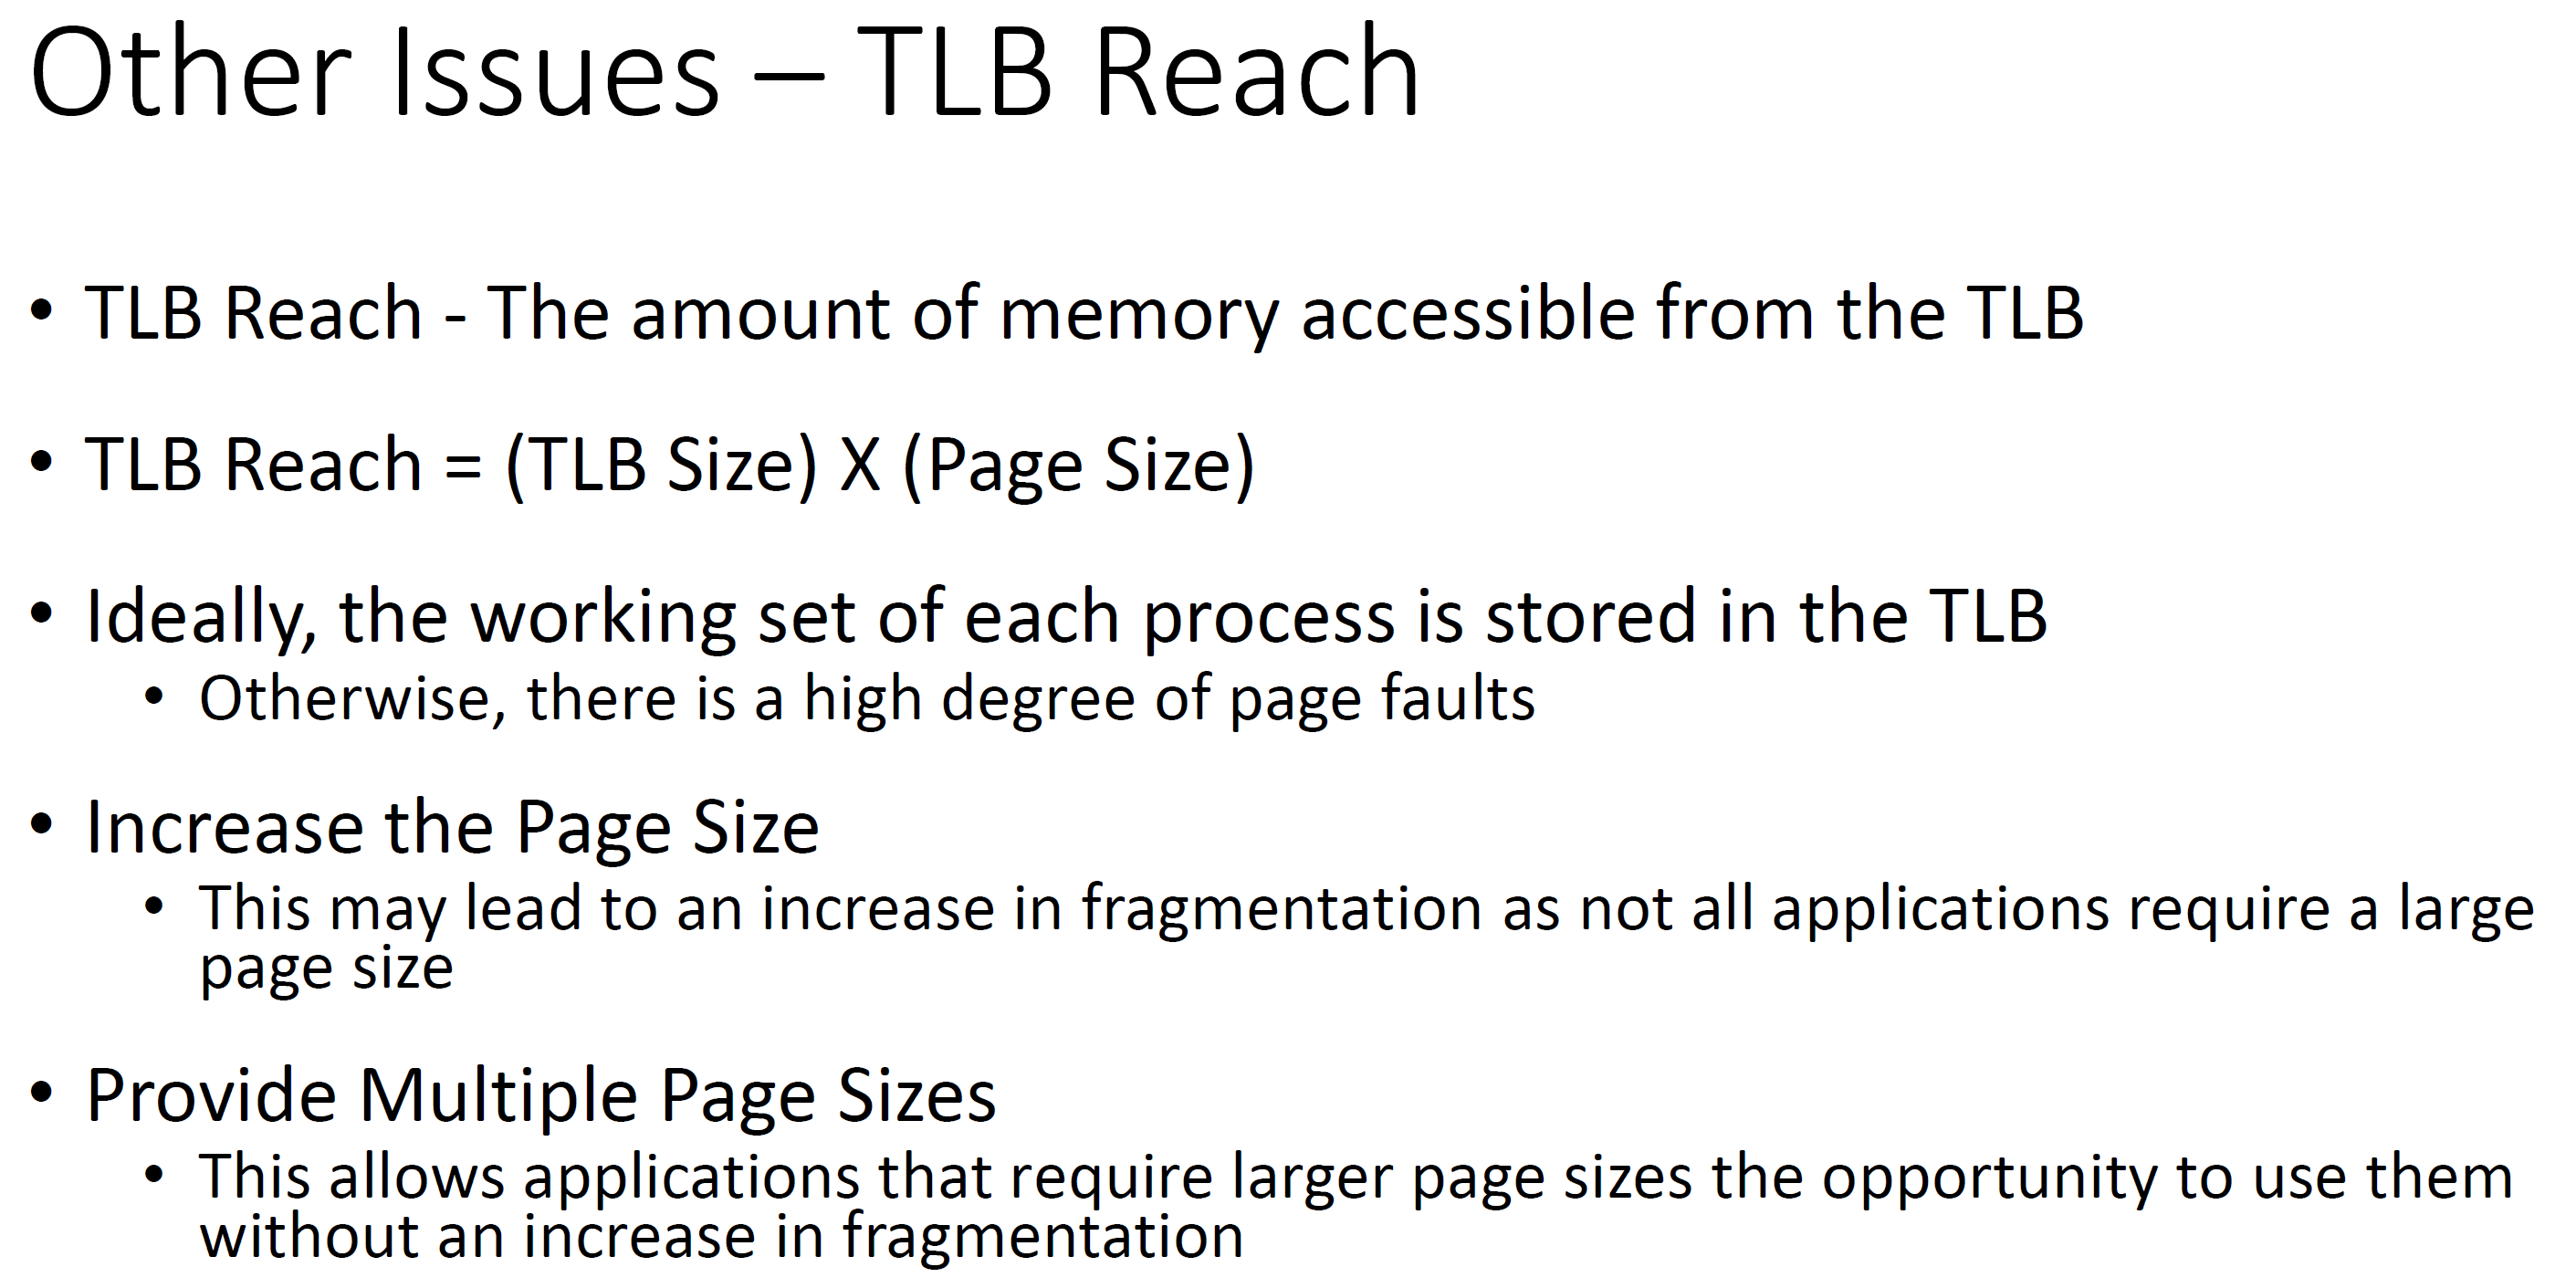 Other Issues – TLB Reach
• TLB Reach - The amount of memory accessible from the TLB
• TLB Reach = (TLB Size) X (Page Size)
• Ideally, the working set of each process is stored in the TLB
• Otherwise, there is a high degree of page faults
• Increase the Page Size
• This may lead to an increase in fragmentation as not all applications require a large
page size
• Provide Multiple Page Sizes
• This allows applications that require larger page sizes the opportunity to use them
without an increase in fragmentation